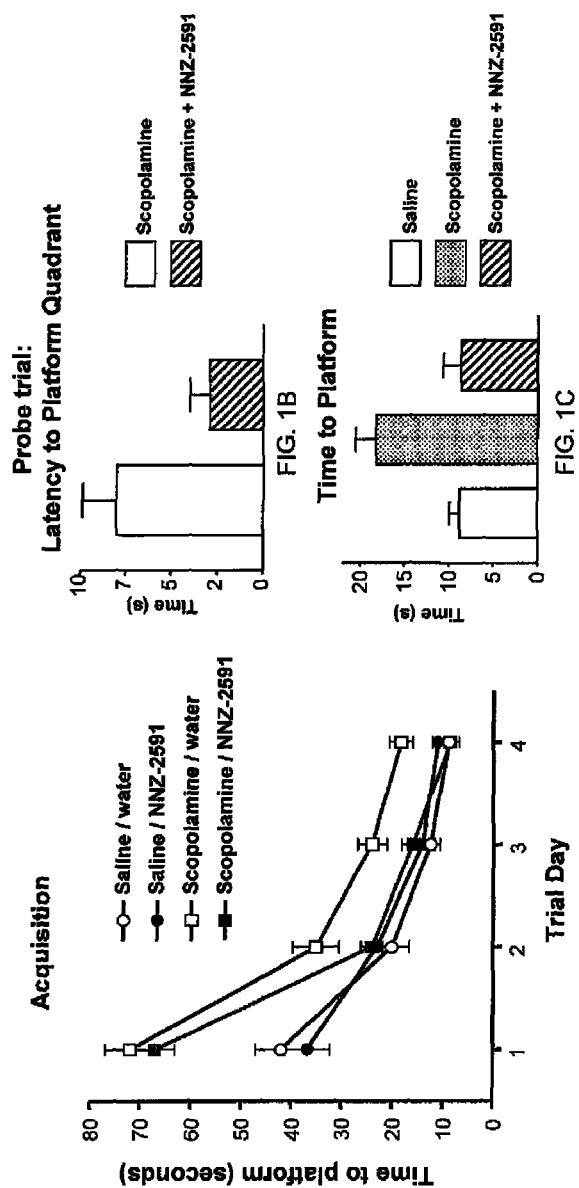 Acquisition
Saline / water
Saline / NNZ-2591
Scopolamine / water
Scopolamine / NNZ-2591
Time to platform (seconds)
80
70
60
50
40
30
20
10
0
1
2
3
4
Trial Day
Probe trial:
Latency to Platform Quadrant
Time (s)
10
7
5
2
0
Scopolamine
Scopolamine + NNZ-2591
FIG. 1B
Time to Platform
Time (s)
20
15
10
5
0
Saline
Scopolamine
Scopolamine + NNZ-2591
FIG. 1C